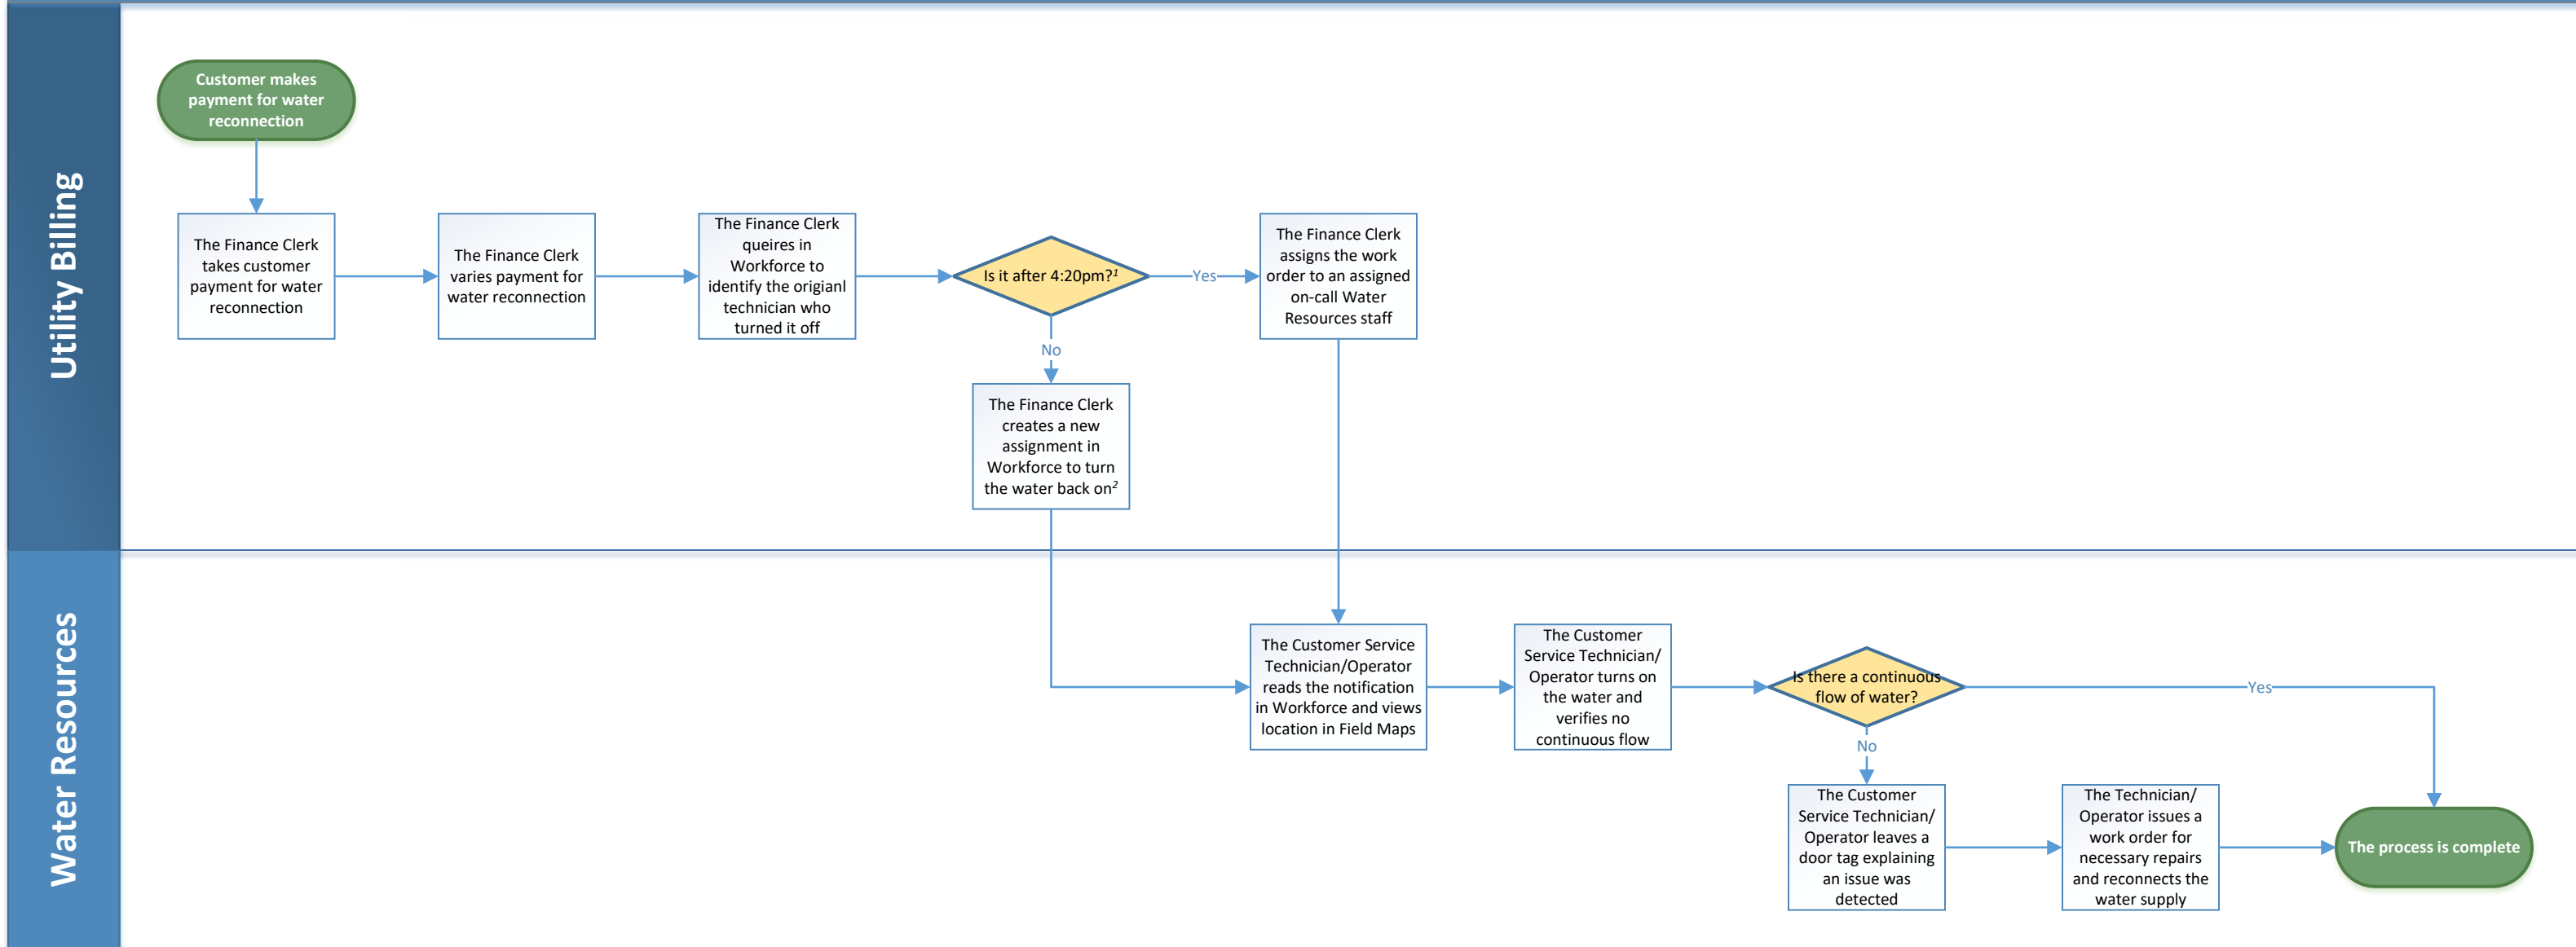 Utility Billing
Customer makes
payment for water
reconnection
The Finance Clerk
takes customer
payment for water
reconnection
The Finance Clerk
varies payment for
water reconnection
The Finance Clerk
queires in
Workforce to
identify the origianl
technician who
turned it off
Is it after 4:20pm?¹
Yes
The Finance Clerk
assigns the work
order to an assigned
on-call Water
Resources staff
No
The Finance Clerk
creates a new
assignment in
Workforce to turn
the water back on²
Water Resources
The Customer Service
Technician/Operator
reads the notification
in Workforce and views
location in Field Maps
The Customer
Service Technician/
Operator turns on
the water and
verifies no
continuous flow
Is there a continuous
flow of water?
Yes
No
The Customer
Service Technician/
Operator leaves a
door tag explaining
an issue was
detected
The Technician/
Operator issues a
work order for
necessary repairs
and reconnects the
water supply
The process is complete